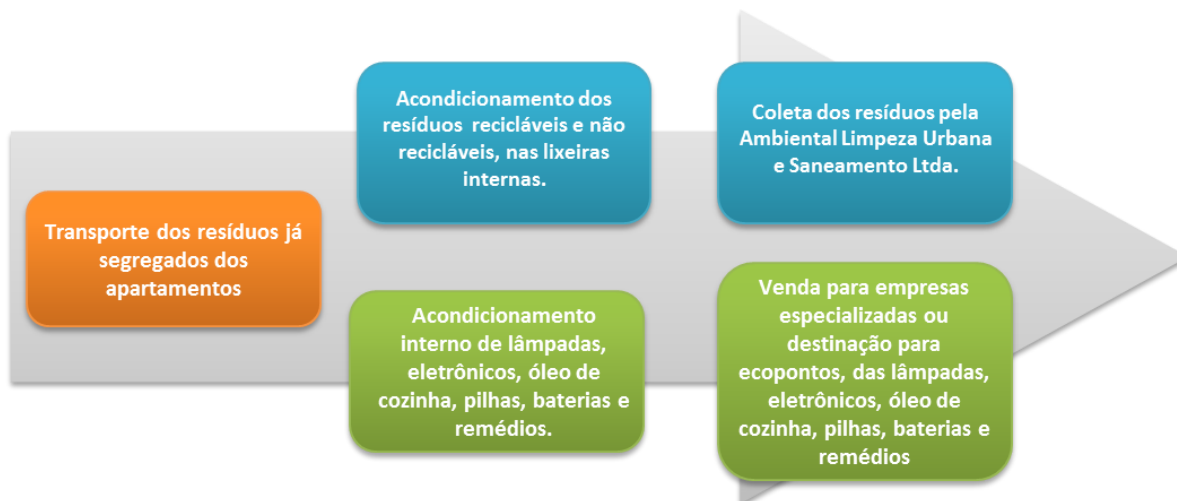 Transporte dos resíduos já
segregados dos
apartamentos
Acondicionamento dos
resíduos recicláveis e não
recicláveis, nas lixeiras
internas.
Coleta dos resíduos pela
Ambiental Limpeza Urbana
e Saneamento Ltda.
Acondicionamento
interno de lâmpadas,
eletrônicos, óleo de
cozinha, pilhas, baterias e
remédios.
Venda para empresas
especializadas ou
destinação para
ecopontos, das lâmpadas,
eletrônicos, óleo de
cozinha, pilhas, baterias e
remédios